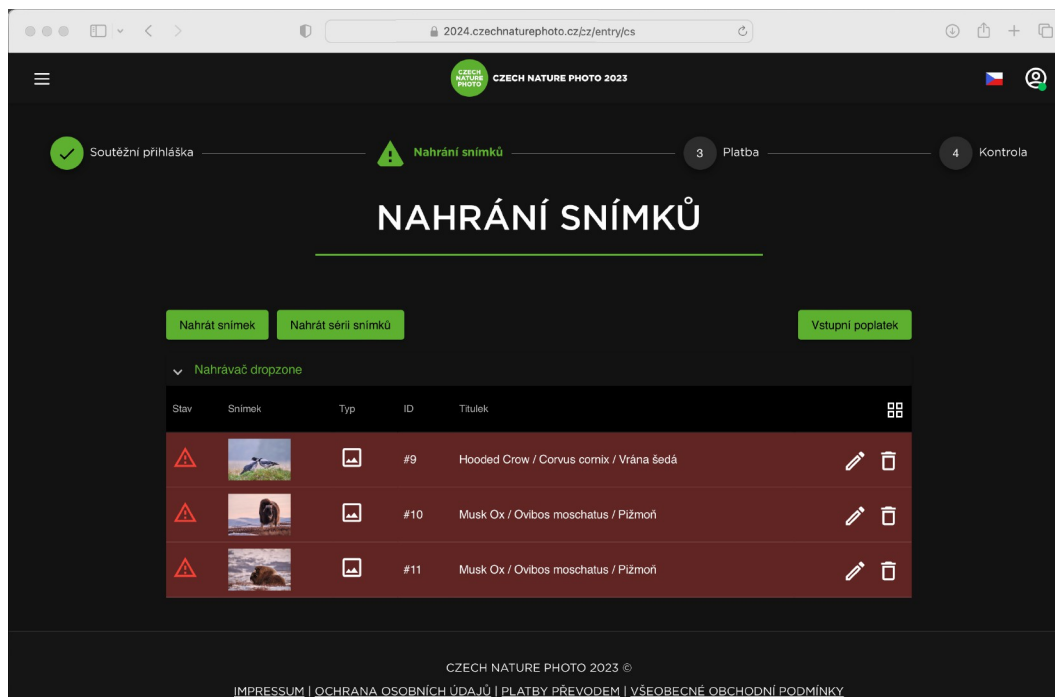 2024.czechnaturephoto.cz/cz/entry/cs
CZECH
NATURE
PHOTO
CZECH NATURE PHOTO 2023
Soutěžní přihláška
Nahrání snímků
3 Platba
4 Kontrola
NAHRÁNÍ SNÍMKŮ
Nahrát snímek
Nahrát sérii snímků
Vstupní poplatek
Nahrávač dropzone
Stav Snímek Typ ID Titulek
#9 Hooded Crow / Corvus cornix / Vrána šedá
#10 Musk Ox / Ovibos moschatus / Pižmoň
#11 Musk Ox / Ovibos moschatus / Pižmoň
CZECH NATURE PHOTO 2023 ©
IMPRESSUM | OCHRANA OSOBNÍCH ÚDAJŮ | PLATBY PŘEVODEM | VŠEOBECNÉ OBCHODNÍ PODMÍNKY